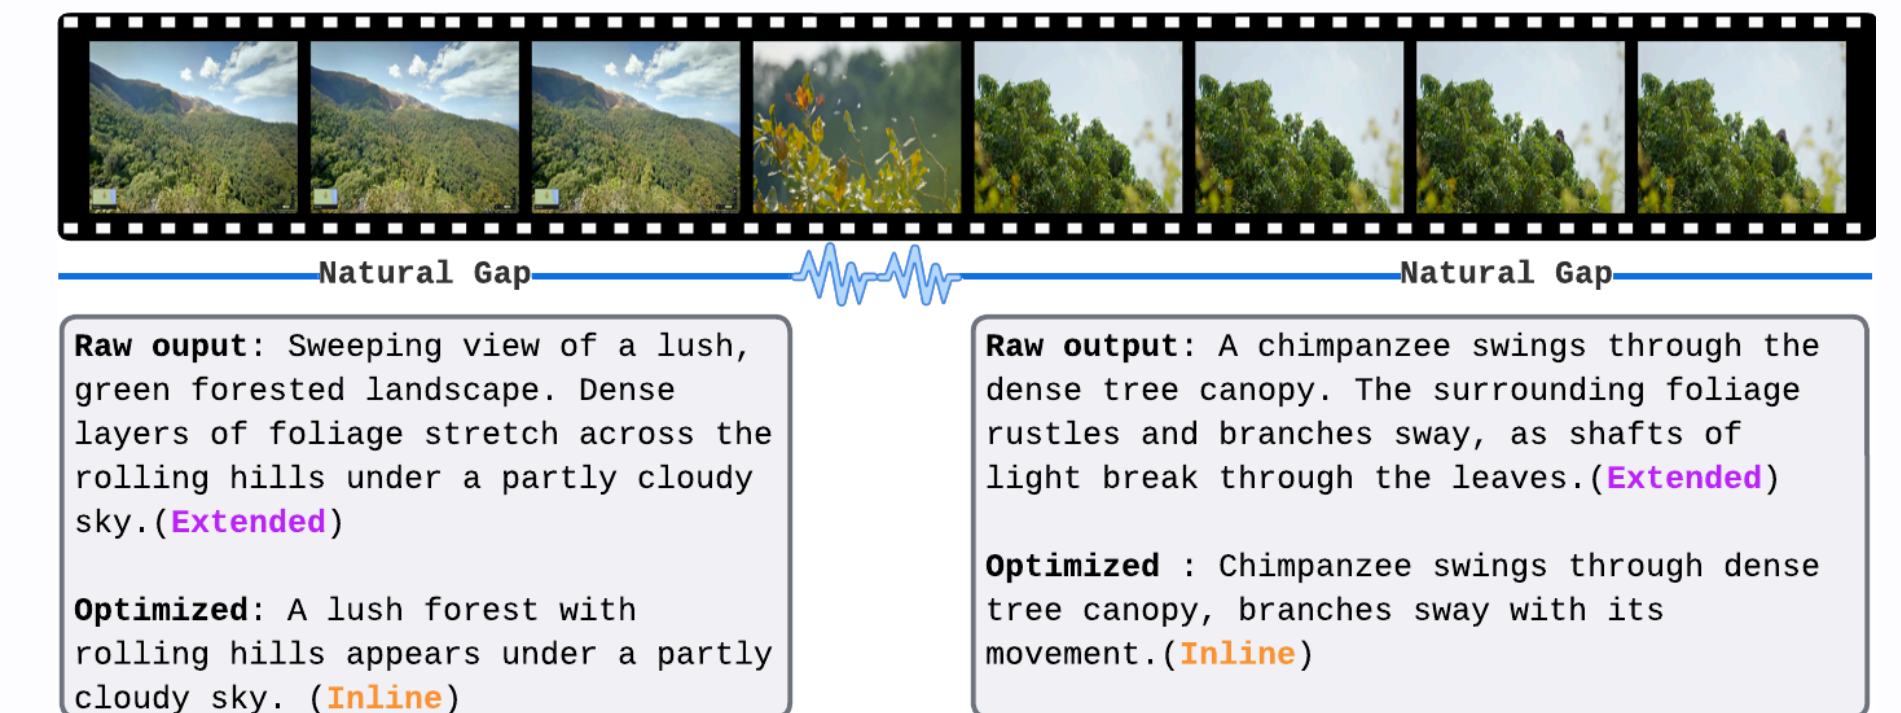 Natural Gap
Natural Gap
Raw ouput: Sweeping view of a lush,
green forested landscape. Dense
layers of foliage stretch across the
rolling hills under a partly cloudy
sky.(Extended)
Optimized: A lush forest with
rolling hills appears under a partly
cloudy sky. (Inline)
Raw output: A chimpanzee swings through the
dense tree canopy. The surrounding foliage
rustles and branches sway, as shafts of
light break through the leaves.(Extended)
Optimized : Chimpanzee swings through dense
tree canopy, branches sway with its
movement.(Inline)